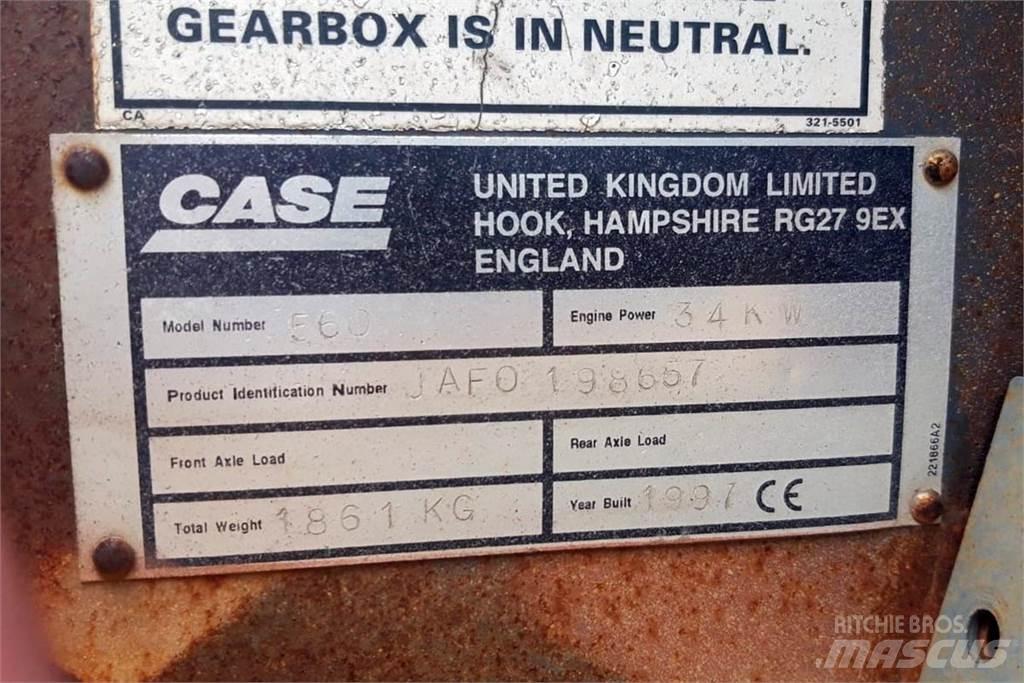 GEARBOX IS IN NEUTRAL.
CA 321-5501
CASE
UNITED KINGDOM LIMITED
HOOK, HAMPSHIRE RG27 9EX
ENGLAND
Model Number 560
Engine Power 34KW
Product Identification Number JAF0198657
Front Axle Load
Rear Axle Load
Total Weight 1861 KG
Year Built 1997 CE
221866A2
RITCHIE BROS.
MASCUS